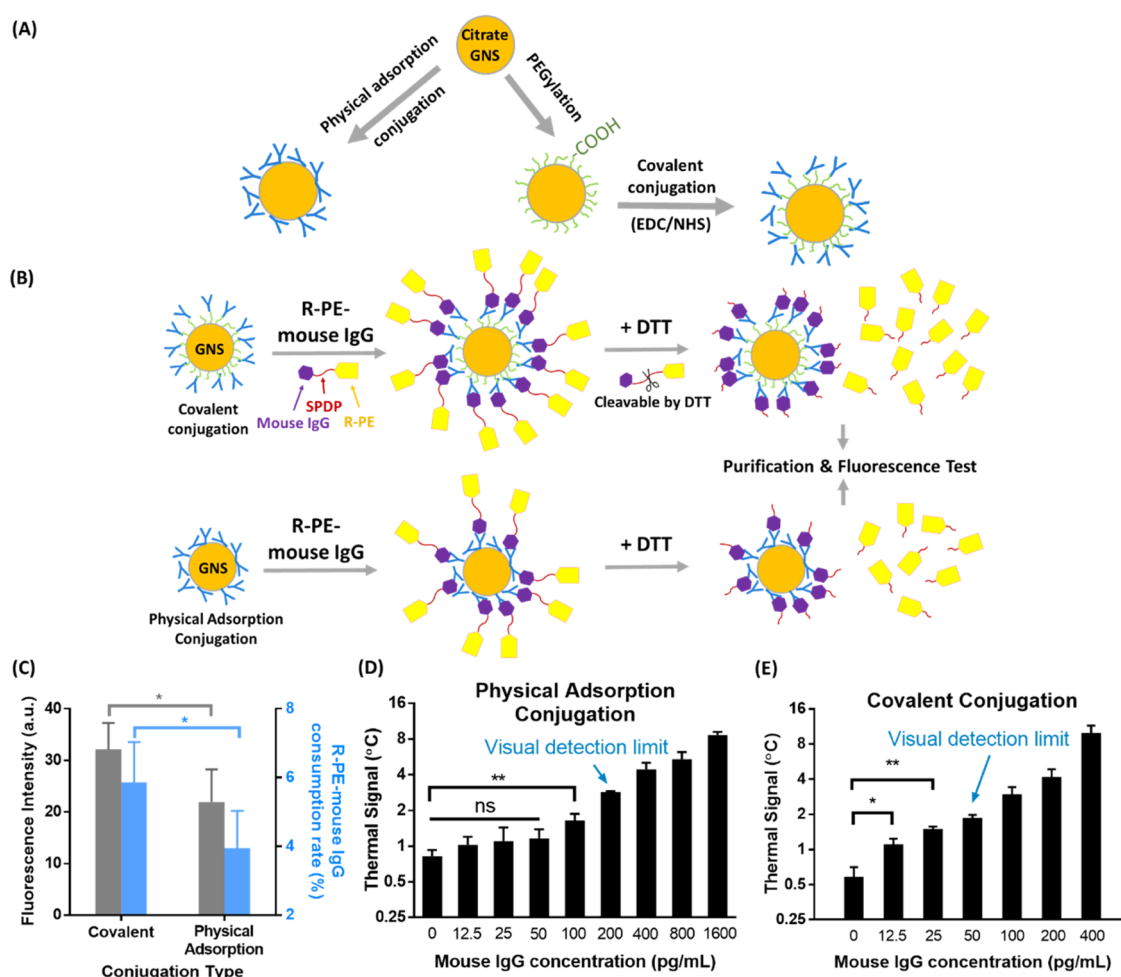 (A)
Citrate
GNS
Physical adsorption
conjugation
PEGylation
-COOH
Covalent
conjugation
(EDC/NHS)
(B)
GNS
Covalent
conjugation
R-PE-
mouse IgG
SPDP
Mouse IgG
R-PE
+ DTT
Cleavable by DTT
Purification & Fluorescence Test
GNS
Physical Adsorption
Conjugation
R-PE-
mouse IgG
+ DTT
(C)
Fluorescence Intensity (a.u.)
40
30
20
10
0
*
*
8
6
4
2
R-PE-mouse IgG
consumption rate (%)
Covalent
Physical
Adsorption
Conjugation Type
(D)
Physical Adsorption
Conjugation
Visual detection limit
Thermal Signal (°C)
16
8
4
2
1
0.5
0.25
**
ns
0 12.5 25 50 100 200 400 800 1600
Mouse IgG concentration (pg/mL)
(E)
Covalent Conjugation
Visual detection limit
Thermal Signal (°C)
16
8
4
2
1
0.5
0.25
**
*
0 12.5 25 50 100 200 400
Mouse IgG concentration (pg/mL)